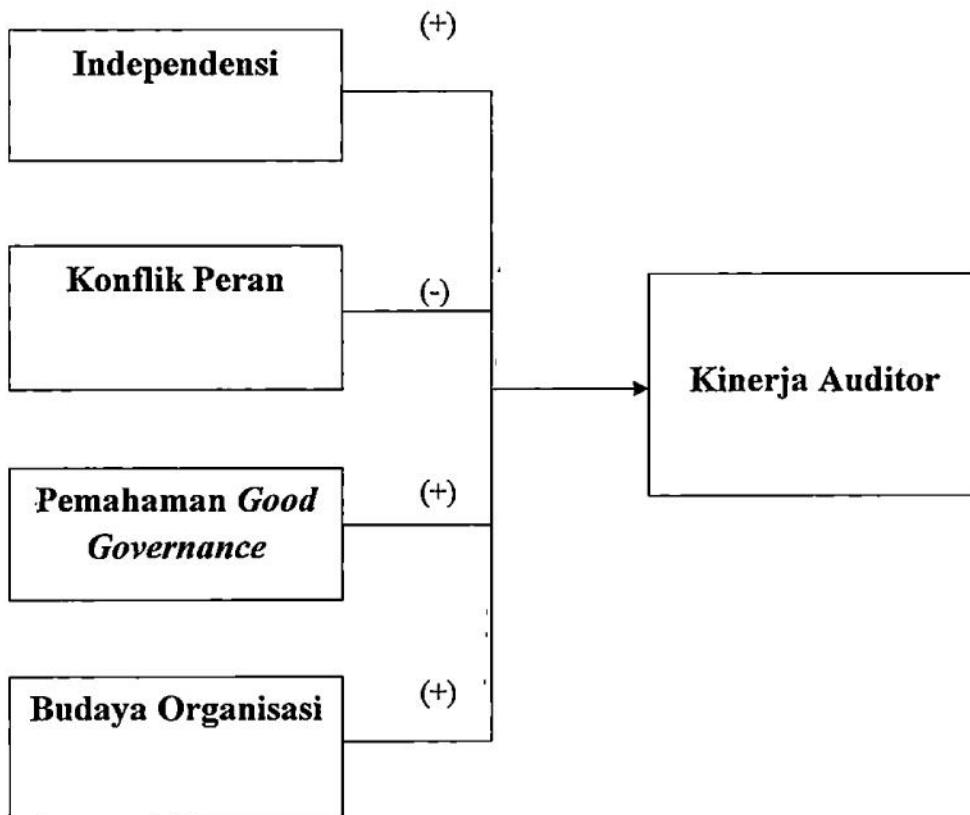 (+)
Independensi
Konflik Peran
(-)
Kinerja Auditor
Pemahaman Good
Governance
(+)
Budaya Organisasi
(+)